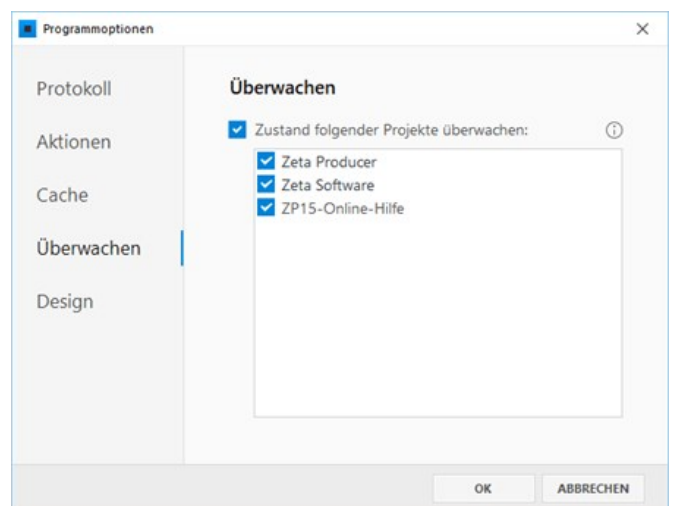 Programmoptionen
Protokoll
Aktionen
Cache
Überwachen
Design
Überwachen
Zustand folgender Projekte überwachen:
Zeta Producer
Zeta Software
ZP15-Online-Hilfe
OK
ABBRECHEN